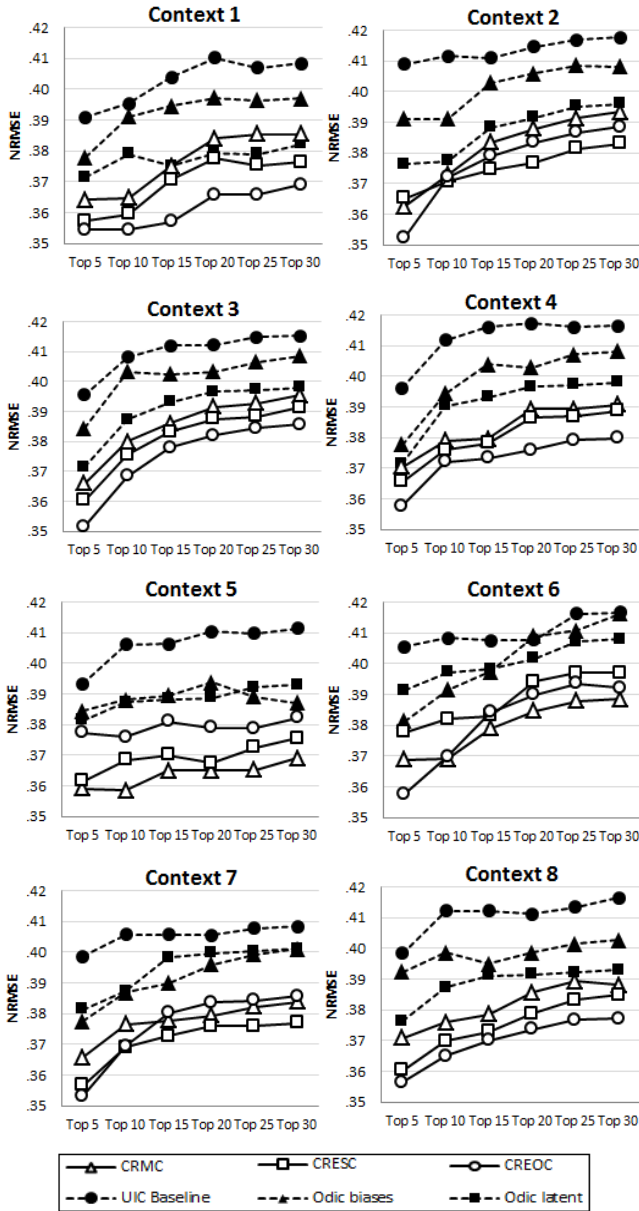 Context 1
.42
.41
.40
.39
.38
.37
.36
.35
NRMSE
Top 5 Top 10 Top 15 Top 20 Top 25 Top 30
Context 2
.42
.41
.40
.39
.38
.37
.36
.35
NRMSE
Top 5 Top 10 Top 15 Top 20 Top 25 Top 30
Context 3
.42
.41
.40
.39
.38
.37
.36
.35
NRMSE
Top 5 Top 10 Top 15 Top 20 Top 25 Top 30
Context 4
.42
.41
.40
.39
.38
.37
.36
.35
NRMSE
Top 5 Top 10 Top 15 Top 20 Top 25 Top 30
Context 5
.42
.41
.40
.39
.38
.37
.36
.35
NRMSE
Top 5 Top 10 Top 15 Top 20 Top 25 Top 30
Context 6
.42
.41
.40
.39
.38
.37
.36
.35
NRMSE
Top 5 Top 10 Top 15 Top 20 Top 25 Top 30
Context 7
.42
.41
.40
.39
.38
.37
.36
.35
NRMSE
Top 5 Top 10 Top 15 Top 20 Top 25 Top 30
Context 8
.42
.41
.40
.39
.38
.37
.36
.35
NRMSE
Top 5 Top 10 Top 15 Top 20 Top 25 Top 30
CRMC CRESC CREOC
UIC Baseline Odic biases Odic latent